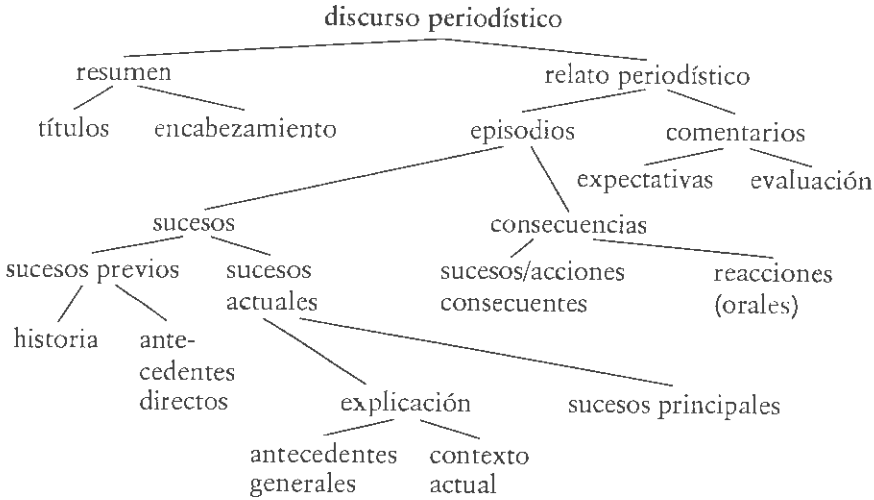 discurso periodístico
resumen relato periodístico
títulos encabezamiento episodios comentarios
expectativas evaluación
sucesos consecuencias
sucesos previos sucesos sucesos/acciones reacciones
actuales consecuentes (orales)
historia ante-
cedentes
directos explicación sucesos principales
antecedentes contexto
generales actual